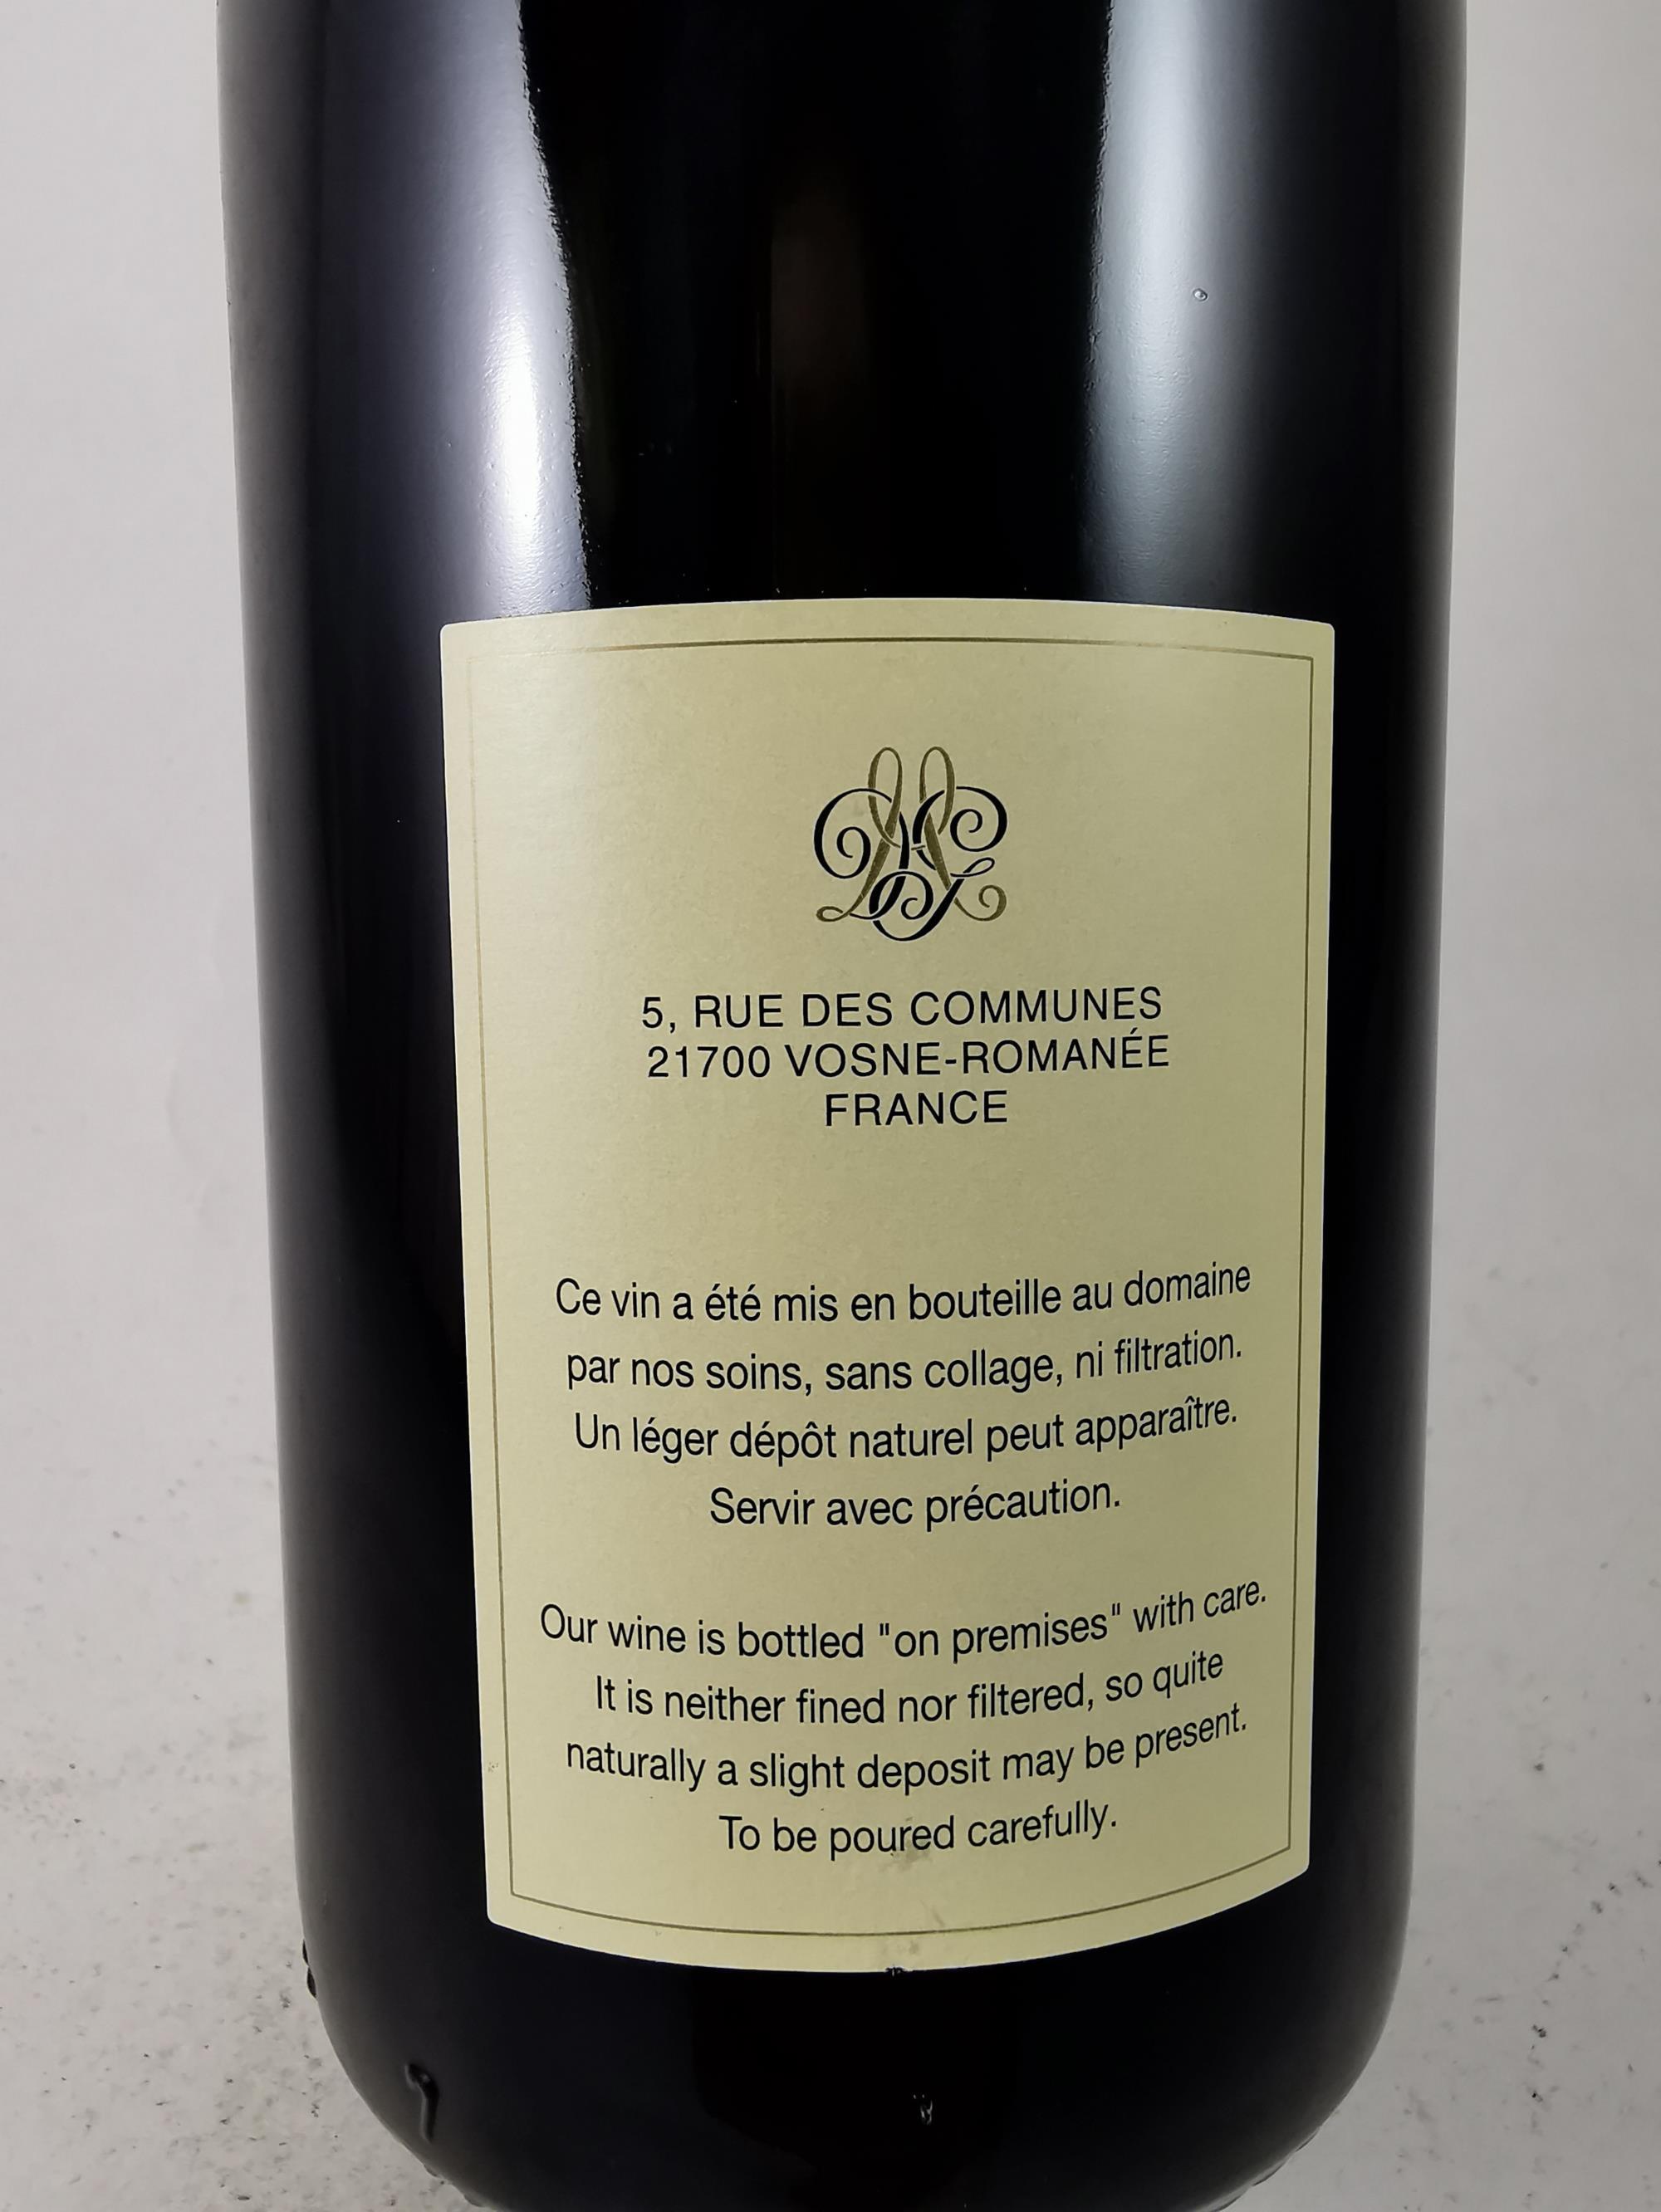 5, RUE DES COMMUNES
21700 VOSNE-ROMANÉE
FRANCE
Ce vin a été mis en bouteille au domaine
par nos soins, sans collage, ni filtration.
Un léger dépôt naturel peut apparaître.
Servir avec précaution.
Our wine is bottled "on premises" with care.
It is neither fined nor filtered, so quite
naturally a slight deposit may be present.
To be poured carefully.